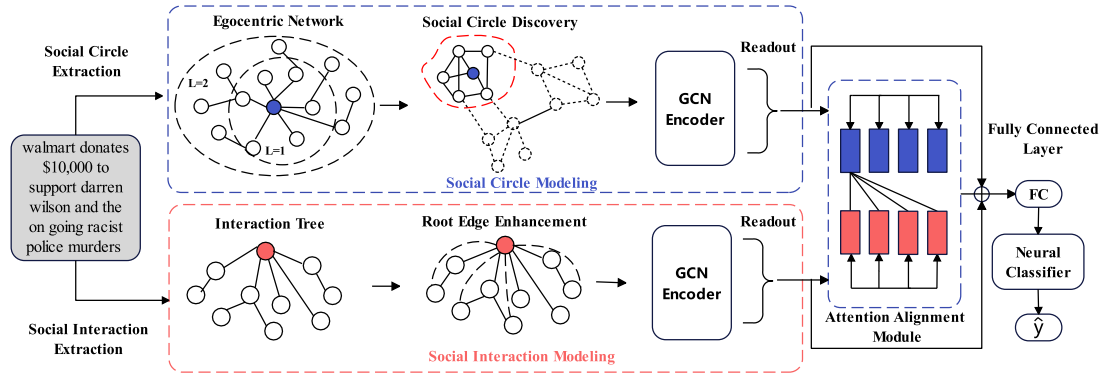 Social Circle
Extraction
walmart donates
$10,000 to
support darren
wilson and the
on going racist
police murders
Social Interaction
Extraction
Egocentric Network
L=2
L=1
Social Circle Discovery
GCN
Encoder
Readout
Social Circle Modeling
Interaction Tree
Root Edge Enhancement
GCN
Encoder
Readout
Social Interaction Modeling
Attention Alignment
Module
Fully Connected
Layer
FC
Neural
Classifier
ŷ